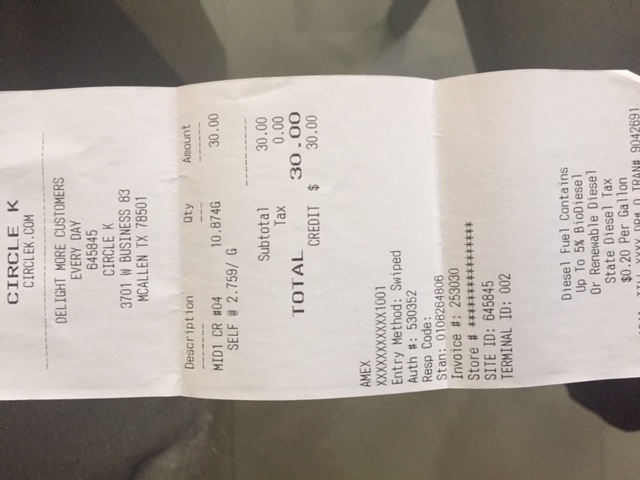 CIRCLE K
CIRCLEK.COM
DELIGHT MORE CUSTOMERS
EVERY DAY
645845
CIRCLE K
3701 W BUSINESS 83
MCALLEN TX 78501
Description Qty Amount
MID1 CR #04 10.874G 30.00
SELF @ 2.759/ G
Subtotal 30.00
Tax 0.00
TOTAL 30.00
CREDIT $ 30.00
AMEX
XXXXXXXXXXX1001
Entry Method: Swiped
Auth #: 530352
Resp Code:
Stan: 0108264806
Invoice #: 253030
Store # *****************
SITE ID: 645845
TERMINAL ID: 002
Diesel Fuel Contains
Up To 5% BioDiesel
Or Renewable Diesel
State Diesel Tax
$0.20 Per Gallon
TRAN# 9042691